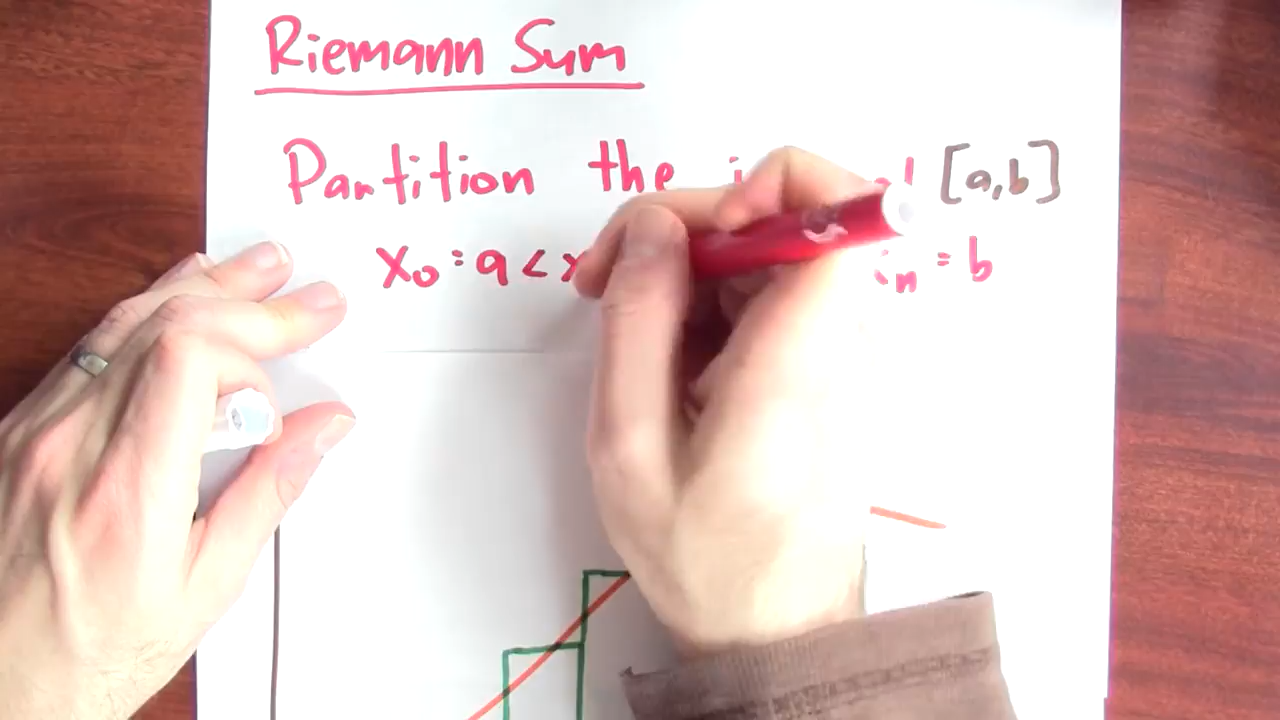 Riemann Sum
Partition the [a,b]
x₀ = a < x n = b